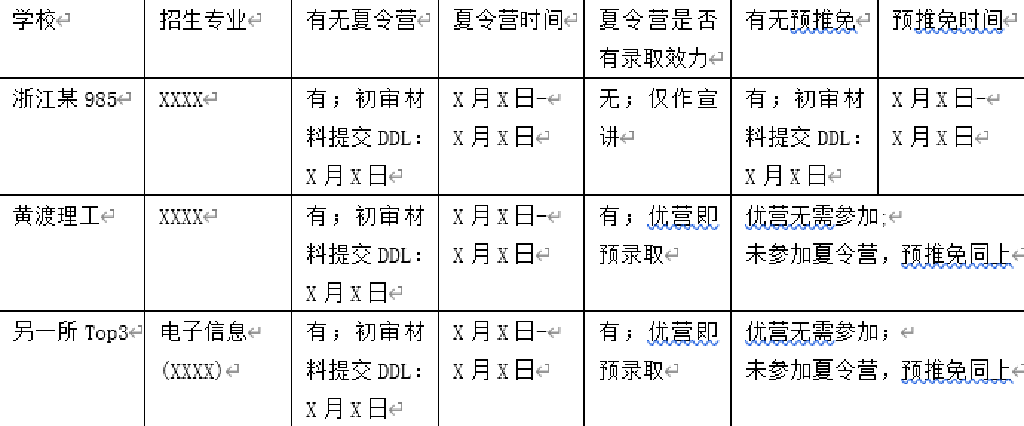 学校
招生专业
有无夏令营
夏令营时间
夏令营是否
有录取效力
有无预推免
预推免时间
浙江某 985
XXXX
有；初审材
料提交 DDL：
X 月 X 日
X 月 X 日-
X 月 X 日
无；仅作宣
讲
有；初审材
料提交 DDL：
X 月 X 日
X 月 X 日-
X 月 X 日
黄渡理工
XXXX
有；初审材
料提交 DDL：
X 月 X 日
X 月 X 日-
X 月 X 日
有；优营即
预录取
优营无需参加;
未参加夏令营，预推免同上
另一所 Top3
电子信息
(XXXX)
有；初审材
料提交 DDL：
X 月 X 日
X 月 X 日-
X 月 X 日
有；优营即
预录取
优营无需参加；
未参加夏令营，预推免同上